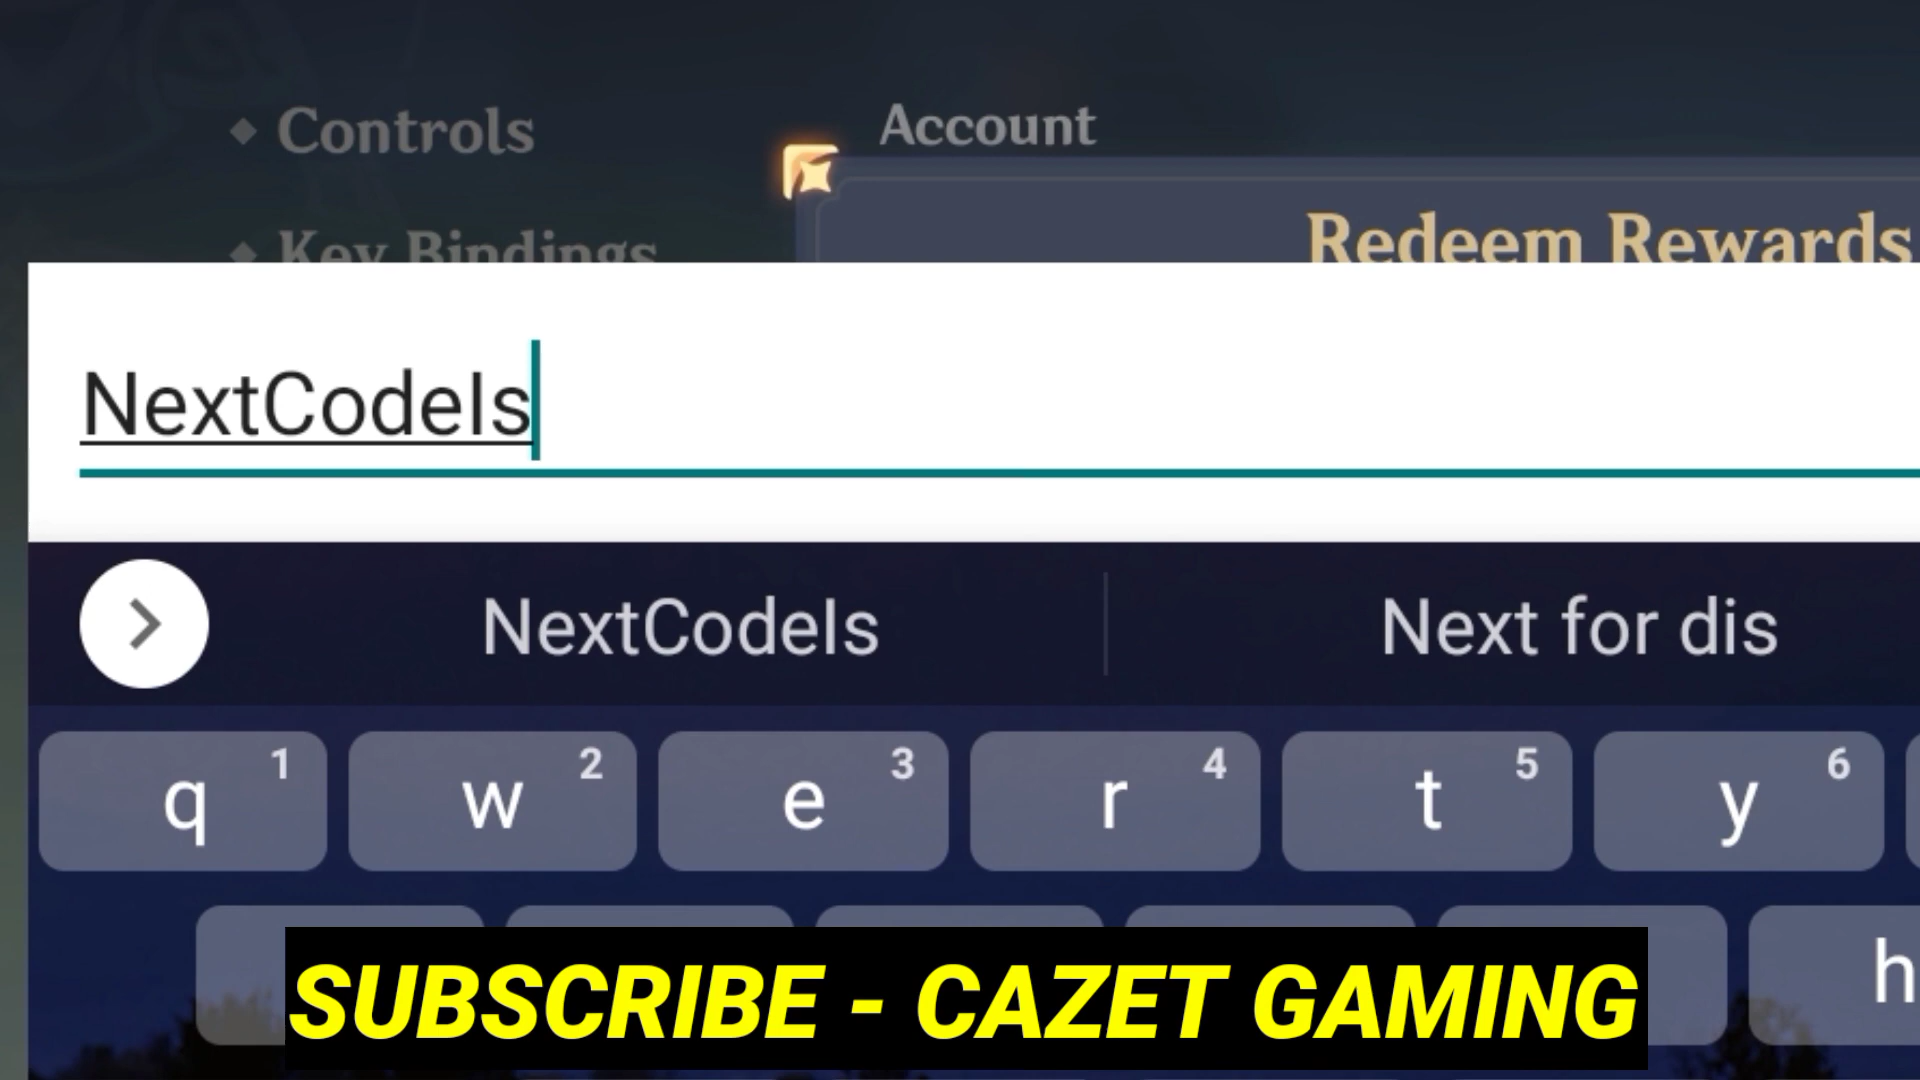 Controls
Account
Key Bindings
Redeem Rewards
NextCodeIs
NextCodeIs
Next for dis
q 1 w 2 e 3 r 4 t 5 y 6
h
SUBSCRIBE - CAZET GAMING